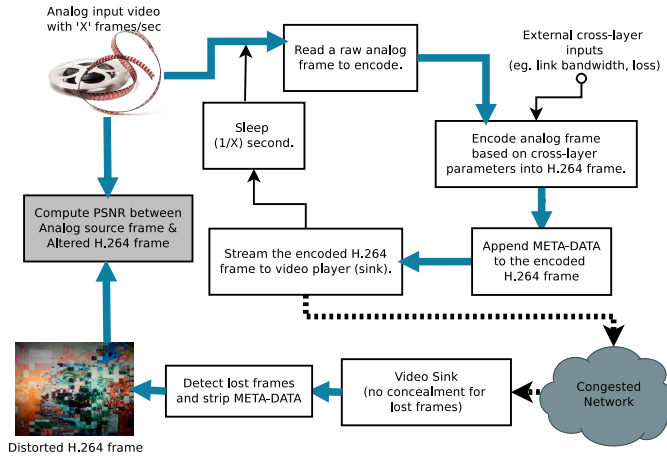 Analog input video
with 'X' frames/sec
Read a raw analog
frame to encode.
External cross-layer
inputs
(eg. link bandwidth, loss)
Sleep
(1/X) second.
Encode analog frame
based on cross-layer
parameters into H.264 frame.
Compute PSNR between
Analog source frame &
Altered H.264 frame
Stream the encoded H.264
frame to video player (sink).
Append META-DATA
to the encoded
H.264 frame
Detect lost frames
and strip META-DATA
Video Sink
(no concealment for
lost frames)
Congested
Network
Distorted H.264 frame